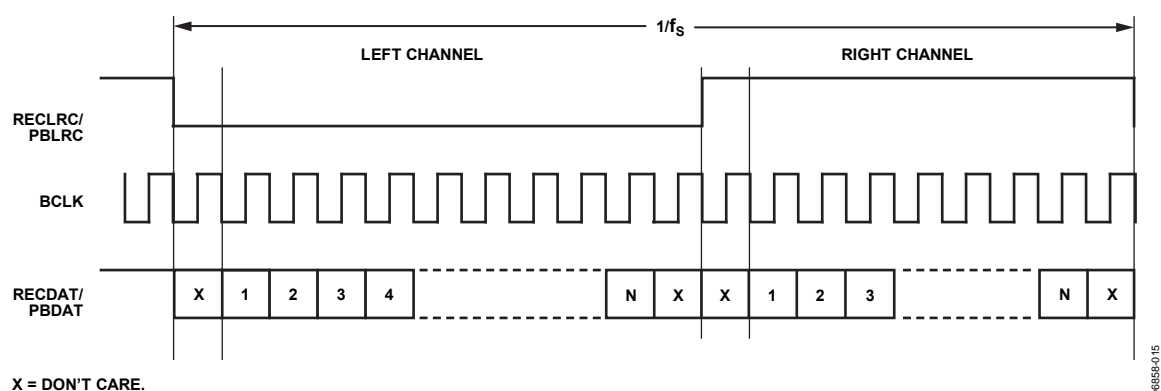 1/fS
LEFT CHANNEL
RIGHT CHANNEL
RECLRC/
PBLRC
BCLK
RECDAT/
PBDAT
X 1 2 3 4 N X X 1 2 3 N X
X = DON'T CARE.
6858-015